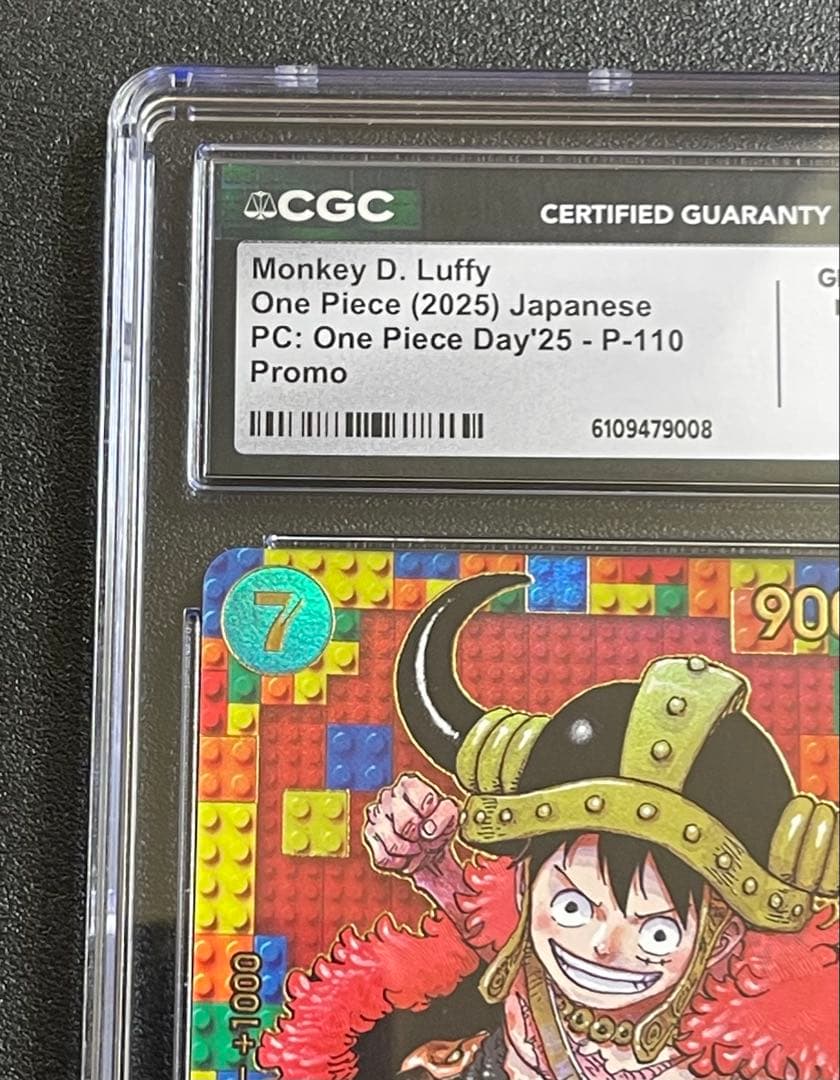 CGC
CERTIFIED GUARANTY
Monkey D. Luffy
One Piece (2025) Japanese
PC: One Piece Day'25 - P-110
Promo
6109479008
G
7
900
+1000